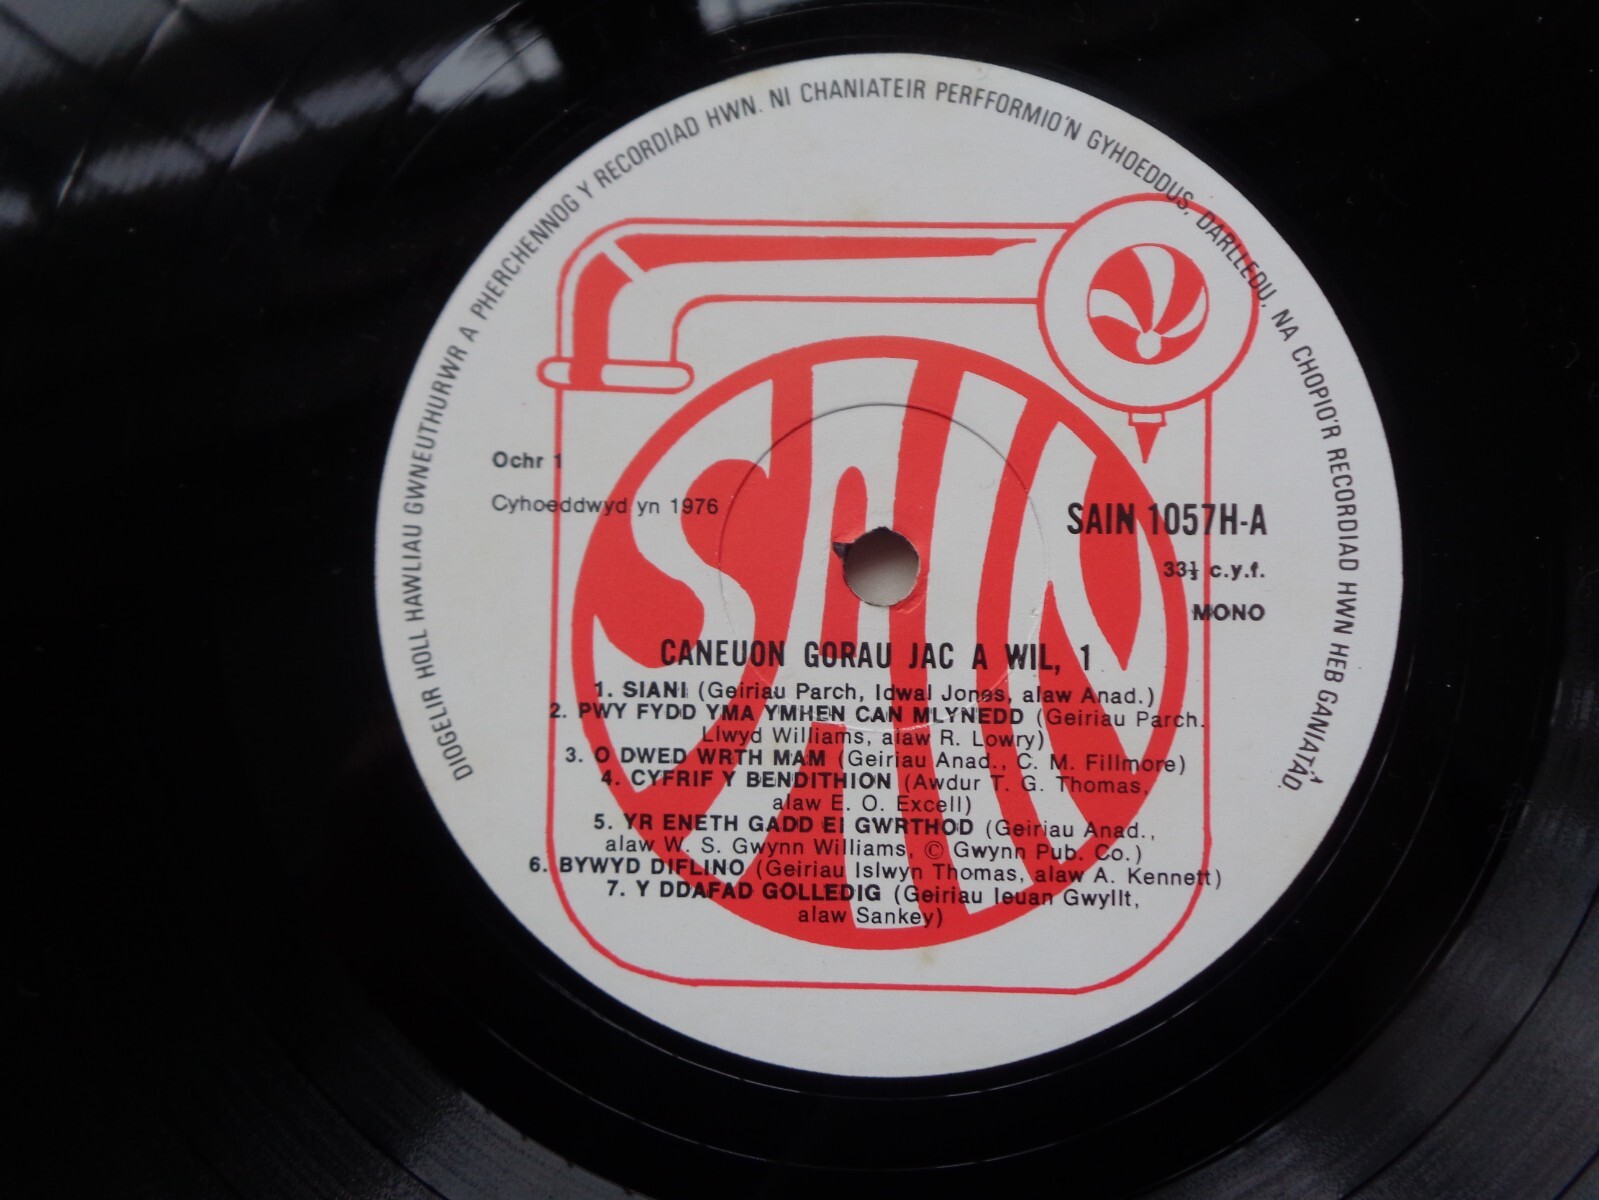 DIOGELIR HOLL HAWLIAU GWNEUTHURWR A PHERCHENNOG Y RECORDIAD HWN. NI CHANIATEIR PERFFORMIO'N GYHOEDDUS, DARLLEDU, NA CHOPIO'R RECORDIAD HWN HEB GANIATÂD.
SAIN
Ochr 1
Cyhoeddwyd yn 1976
SAIN 1057H-A
33⅓ c.y.f.
MONO
CANEUON GORAU JAC A WIL, 1
1. SIANI (Geiriau Parch, Idwal Jones, alaw Anad.)
2. PWY FYDD YMA YMHEN CAN MLYNEDD (Geiriau Parch.
Llwyd Williams, alaw R. Lowry)
3. O DWED WRTH MAM (Geiriau Anad., C. M. Fillmore)
4. CYFRIF Y BENDITHION (Awdur T. G. Thomas,
alaw E. O. Excell)
5. YR ENETH GADD EI GWRTHOD (Geiriau Anad.,
alaw W. S. Gwynn Williams, © Gwynn Pub. Co.)
6. BYWYD DIFLINO (Geiriau Islwyn Thomas, alaw A. Kennett)
7. Y DDAFAD GOLLEDIG (Geiriau Ieuan Gwyllt,
alaw Sankey)